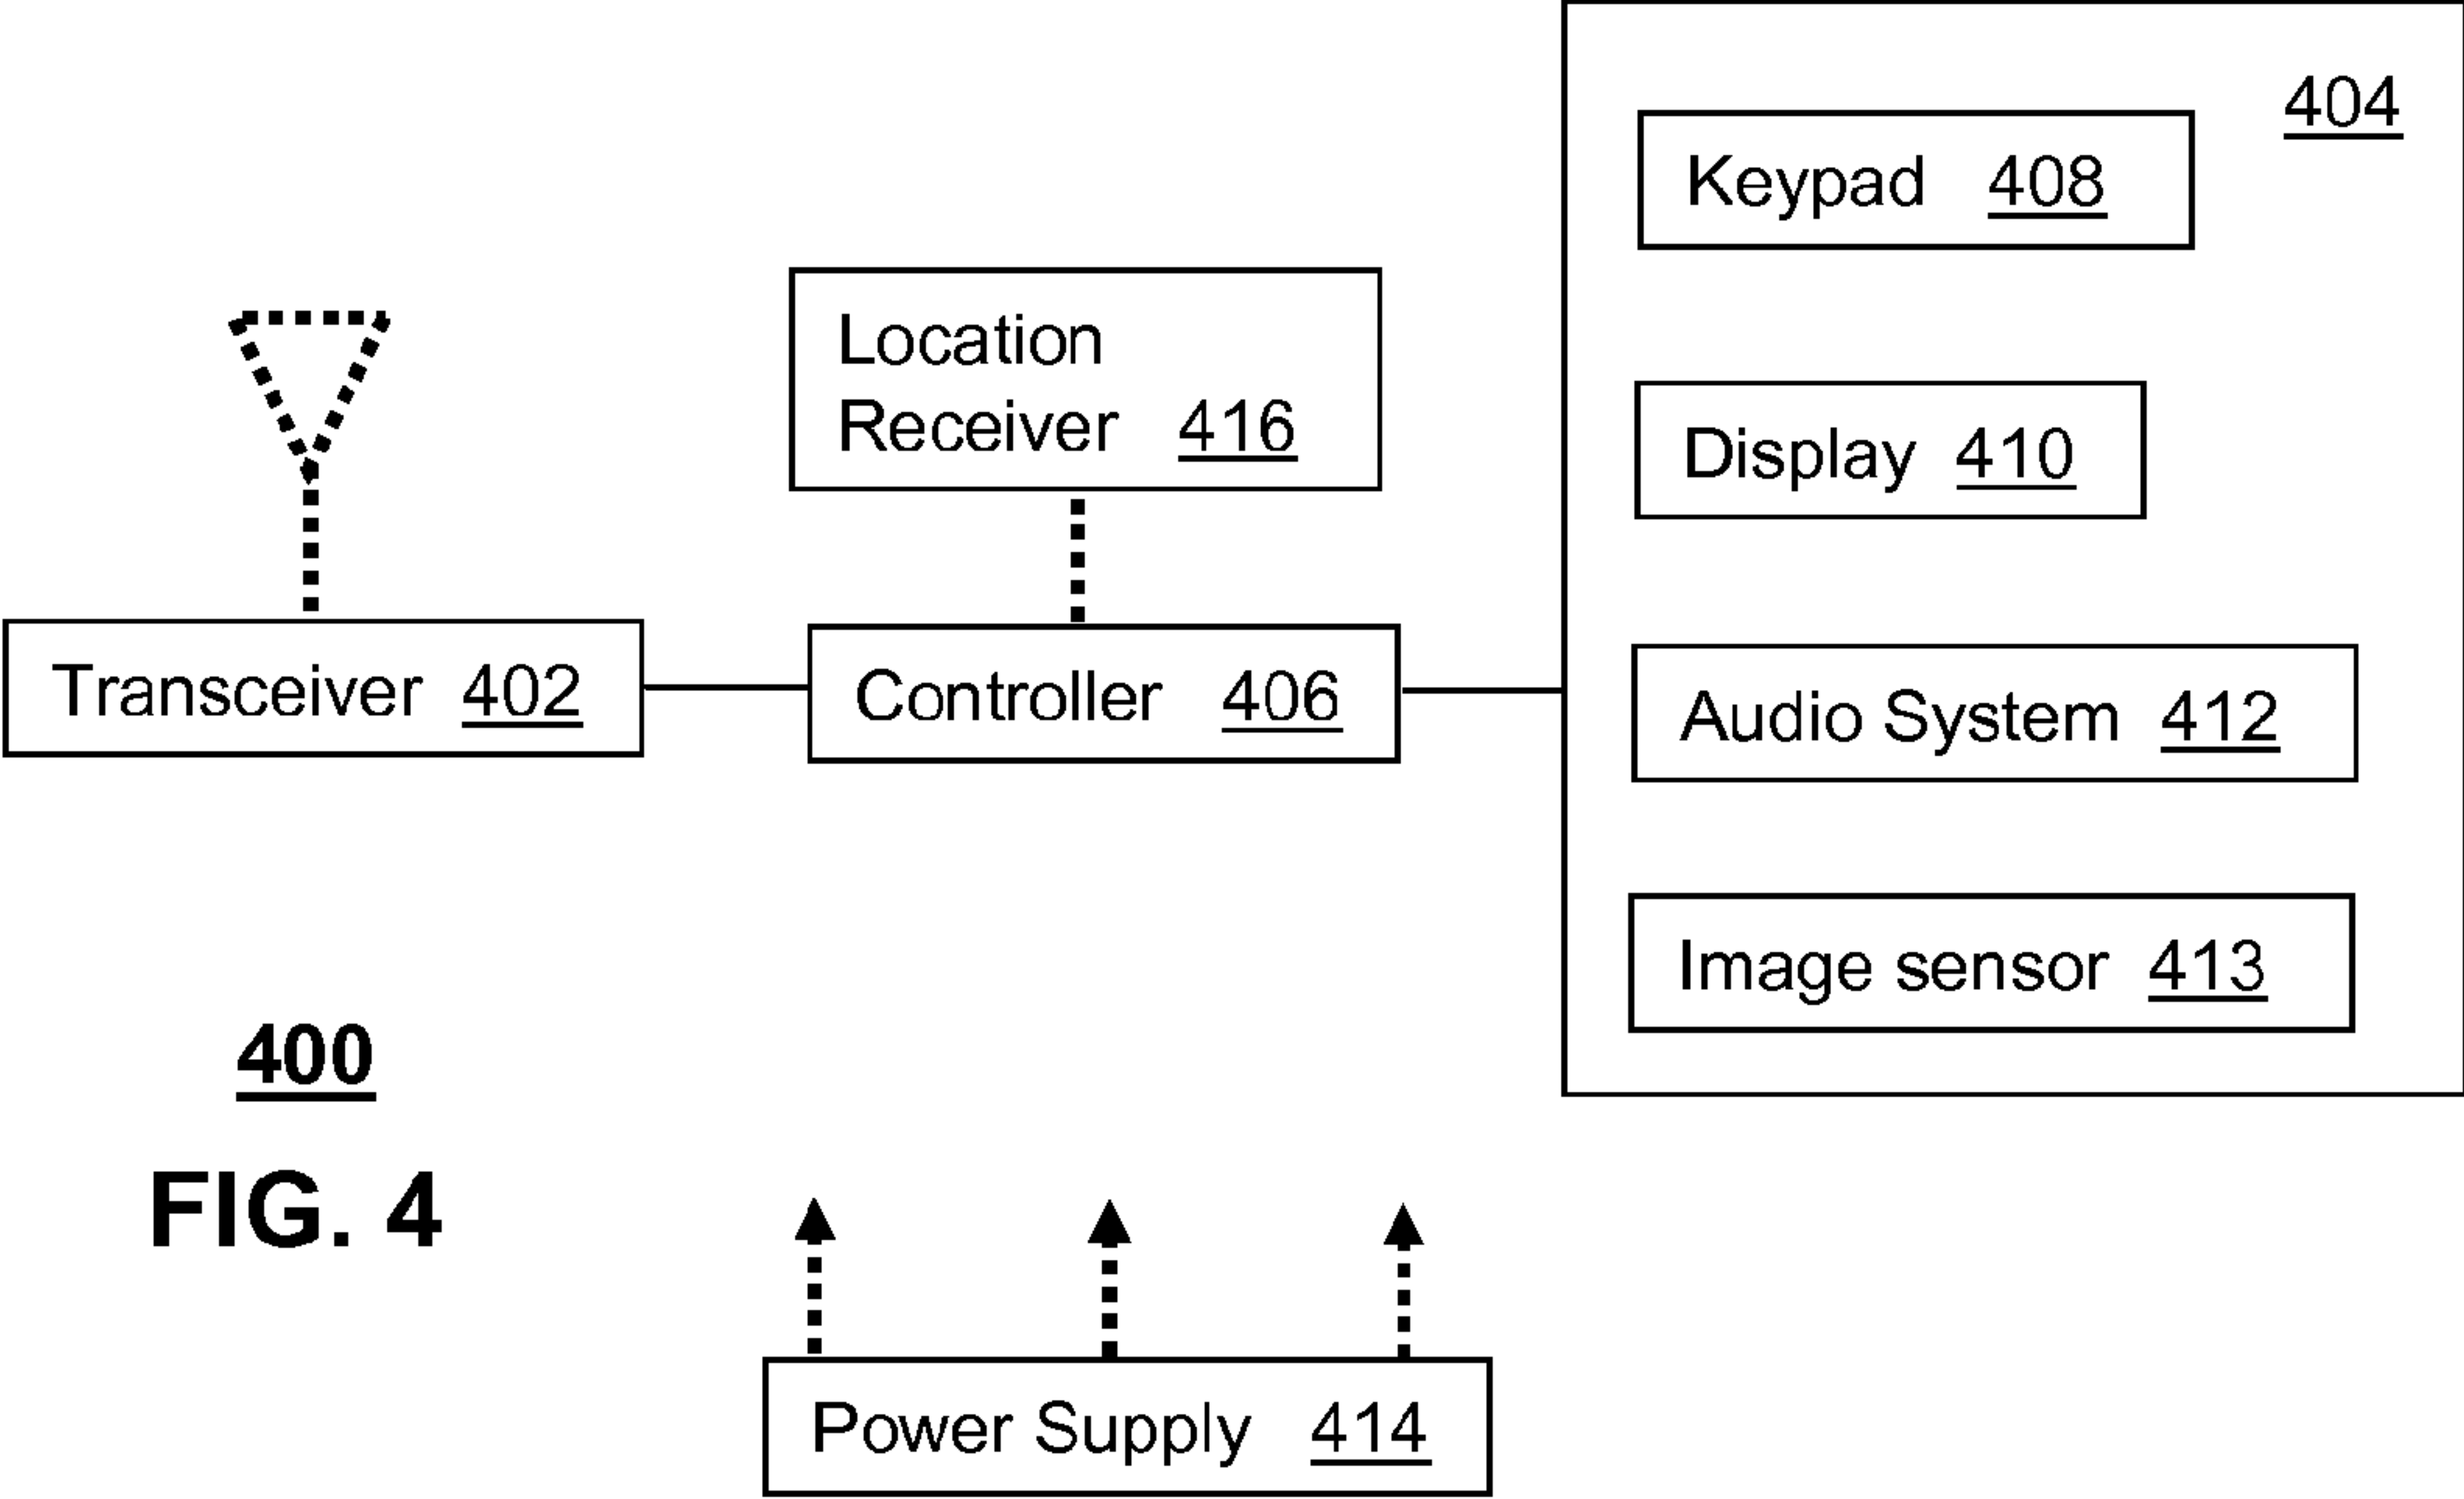 404
Keypad 408
Location
Receiver 416
Display 410
Transceiver 402
Controller 406
Audio System 412
Image sensor 413
400
FIG. 4
Power Supply 414